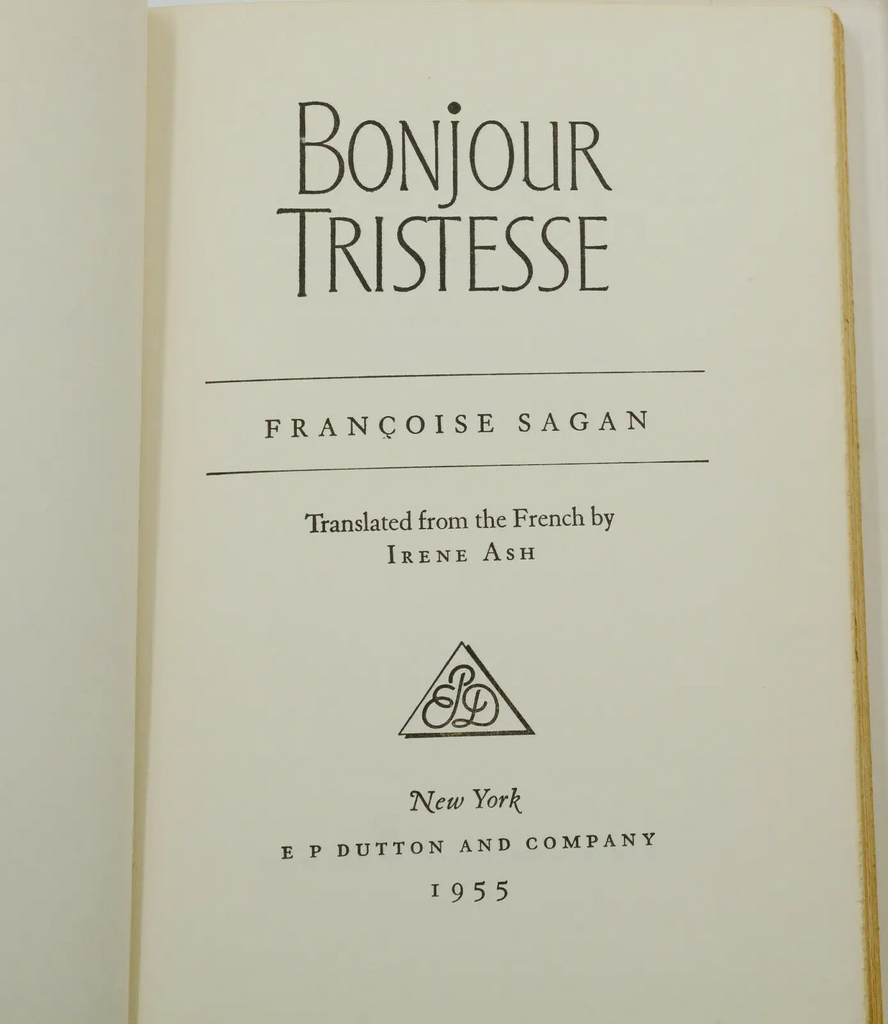 BONjOUR
TRISTESSE
FRANÇOISE SAGAN
Translated from the French by
IRENE ASH
EPD
New York
E P DUTTON AND COMPANY
1955